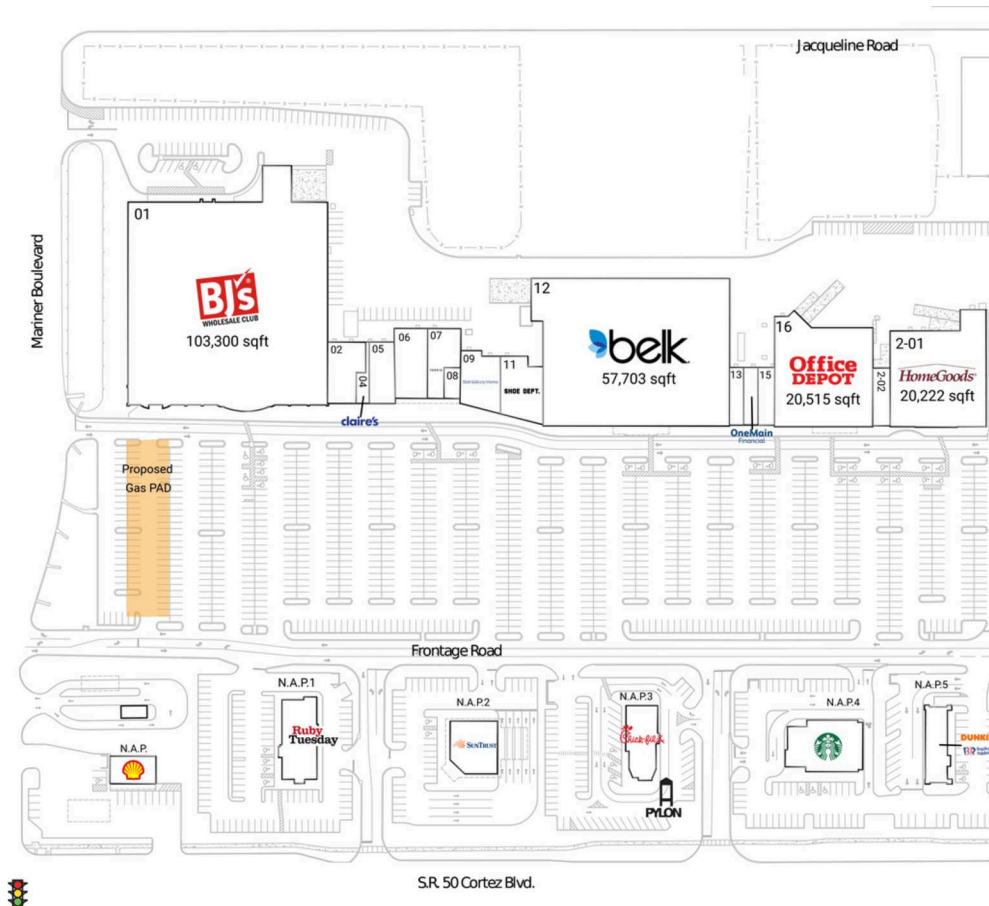 Jacqueline Road
Mariner Boulevard
01
BJ's
WHOLESALE CLUB
103,300 sqft
02
04
claire's
05
06
07
08
09
11
SHOE DEPT.
12
belk
57,703 sqft
13
OneMain
Financial
15
16
Office
DEPOT
20,515 sqft
2-02
2-01
HomeGoods
20,222 sqft
Proposed
Gas PAD
Frontage Road
N.A.P.
N.A.P.1
Ruby
Tuesday
N.A.P.2
SUNTRUST
N.A.P.3
Chick-fil-&
PYLON
N.A.P.4
N.A.P.5
DUNKI
BR
S.R. 50 Cortez Blvd.